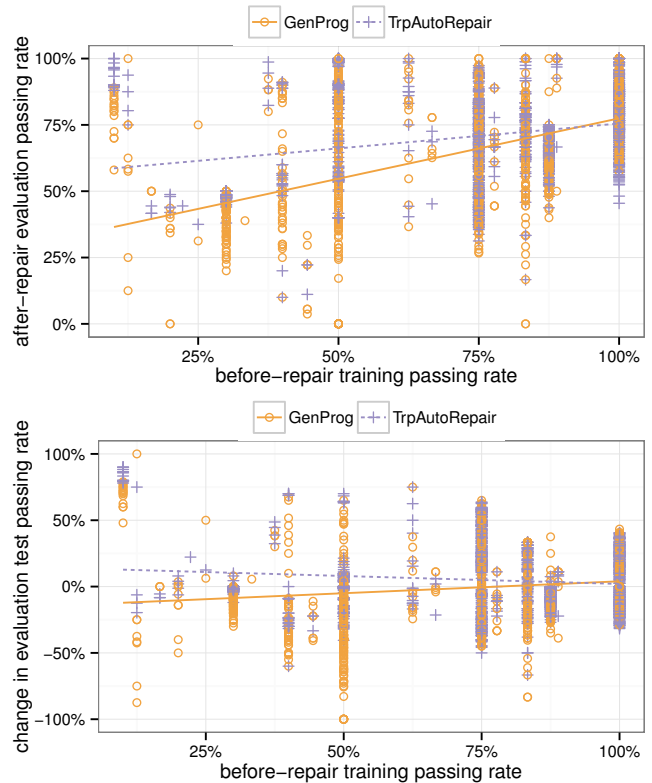 GenProg TrpAutoRepair
100%
75%
50%
25%
0%
after−repair evaluation passing rate
25% 50% 75% 100%
before−repair training passing rate
GenProg TrpAutoRepair
100%
50%
0%
−50%
−100%
change in evaluation test passing rate
25% 50% 75% 100%
before−repair training passing rate